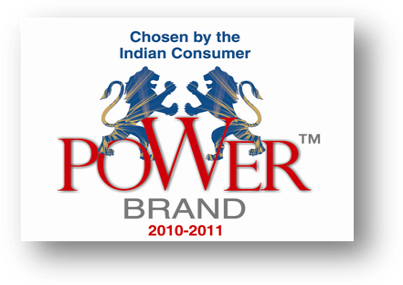 Chosen by the
Indian Consumer
POWER™
BRAND
2010-2011